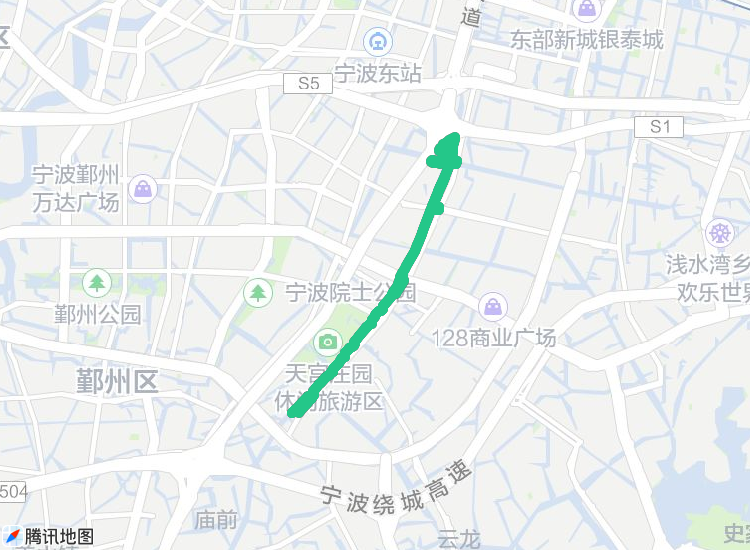 道
区
东部新城银泰城
宁波东站
S5
S1
宁波鄞州
万达广场
浅水湾乡
欢乐世界
宁波院士公园
鄞州公园
128商业广场
天宫庄园
休闲旅游区
鄞州区
宁波绕城高速
504
庙前
云龙
腾讯地图